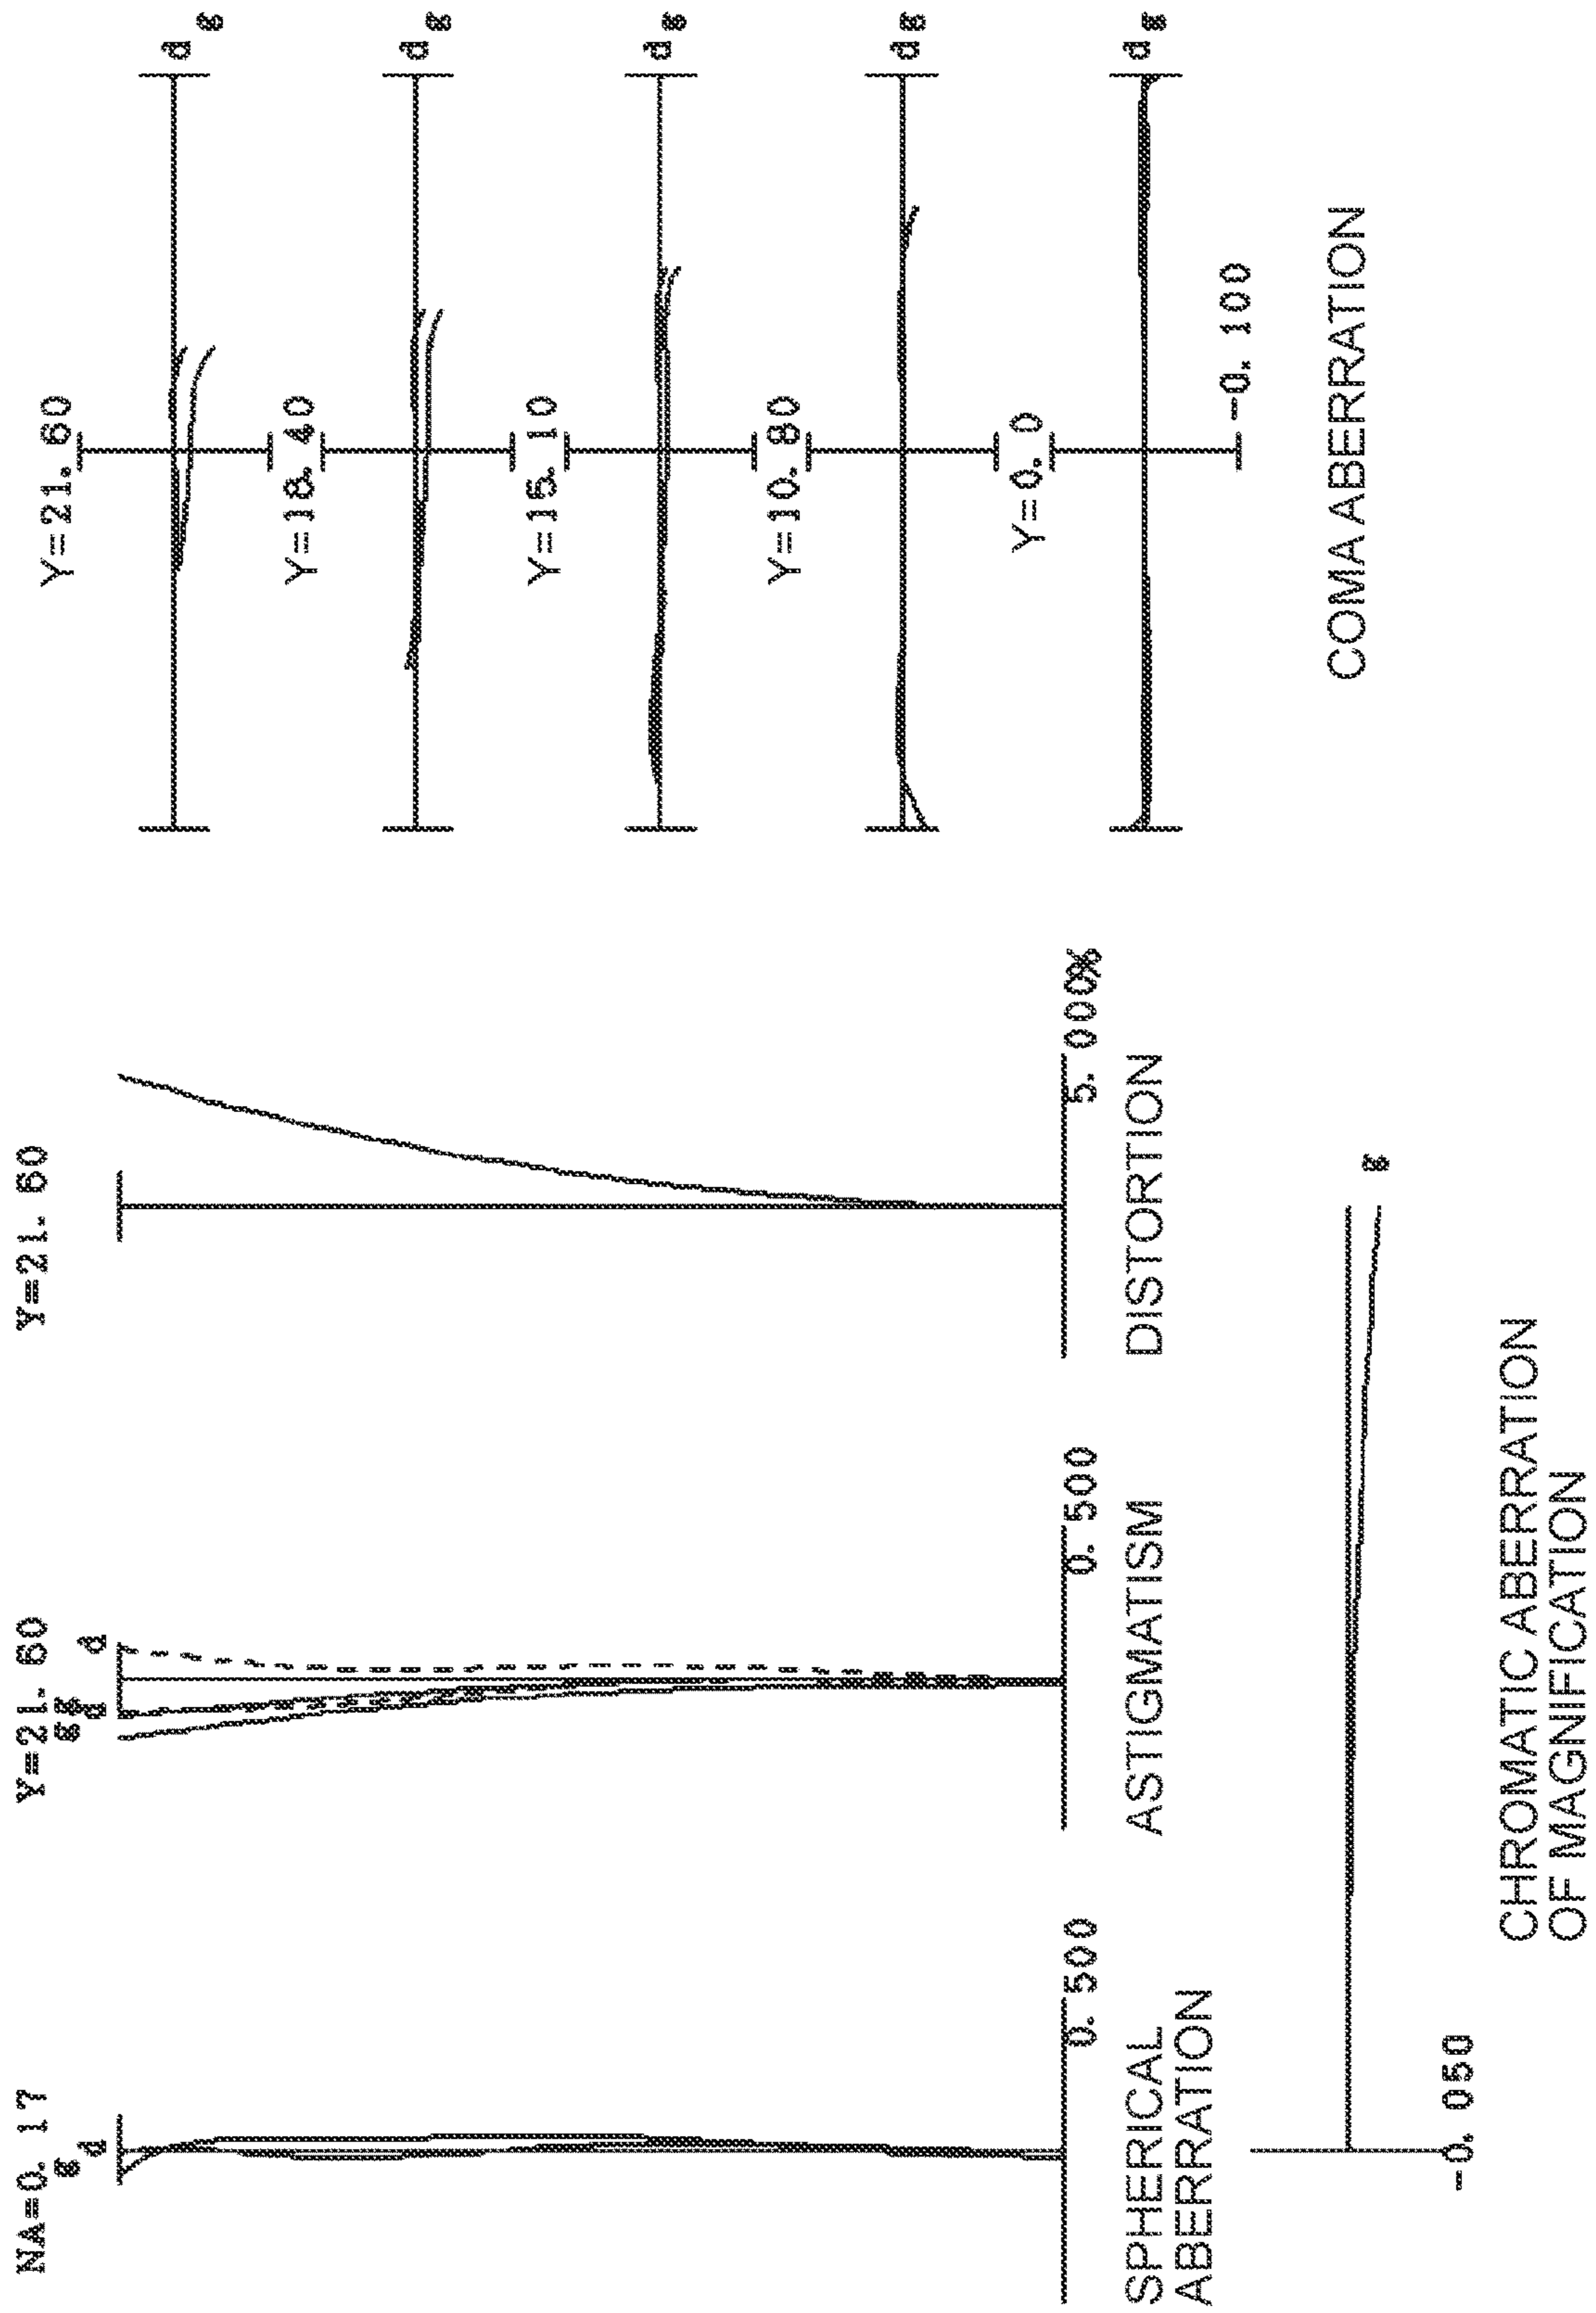 NA=0. 17
g
d
0. 500
SPHERICAL
ABERRATION
Y=21. 60
g g
d d
0. 500
ASTIGMATISM
Y=21. 60
5. 000%
DISTORTION
-0. 050
g
CHROMATIC ABERRATION
OF MAGNIFICATION
Y=21. 60
d
g
Y=18. 40
d
g
Y=15. 10
d
g
Y=10. 80
d
g
Y=0. 0
d
g
-0. 100
COMA ABERRATION